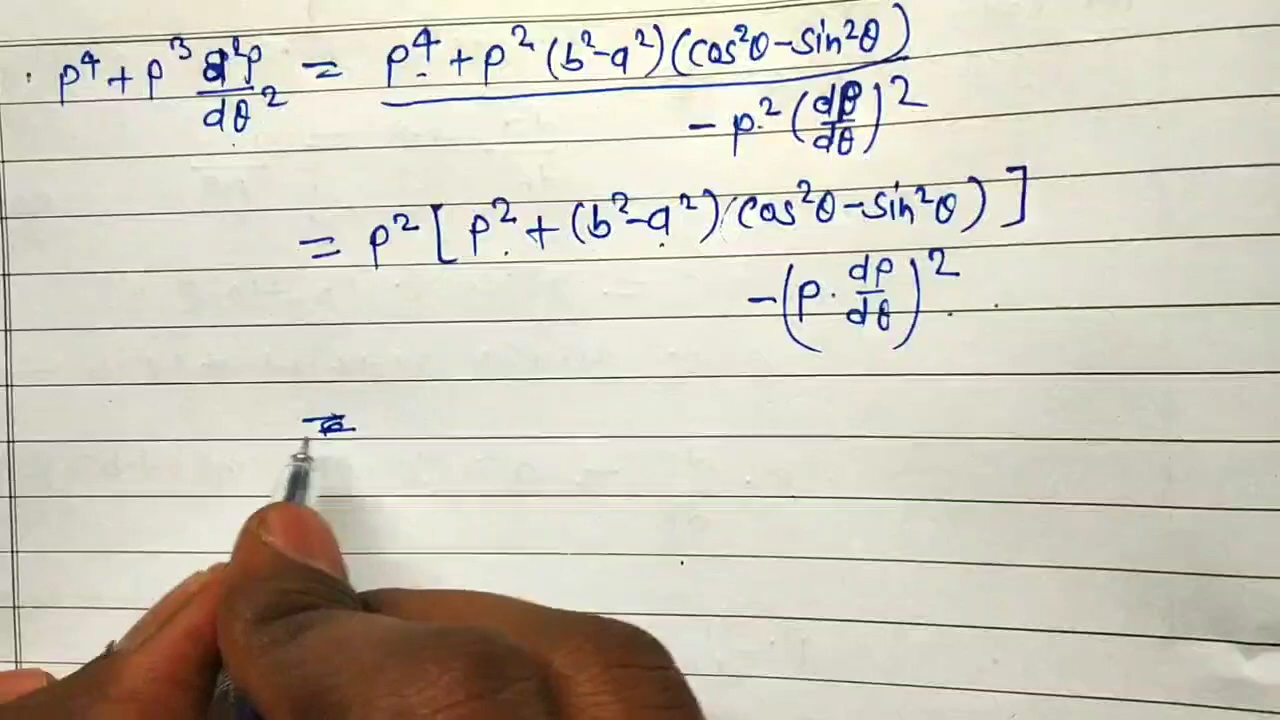 p⁴ + p³ d²p/dθ² = p⁴ + p² (b²-a²)(cos²θ-sin²θ)
- p² (dp/dθ)²
= p² [p² + (b²-a²)(cos²θ-sin²θ)]
-(p. dp/dθ)²
=